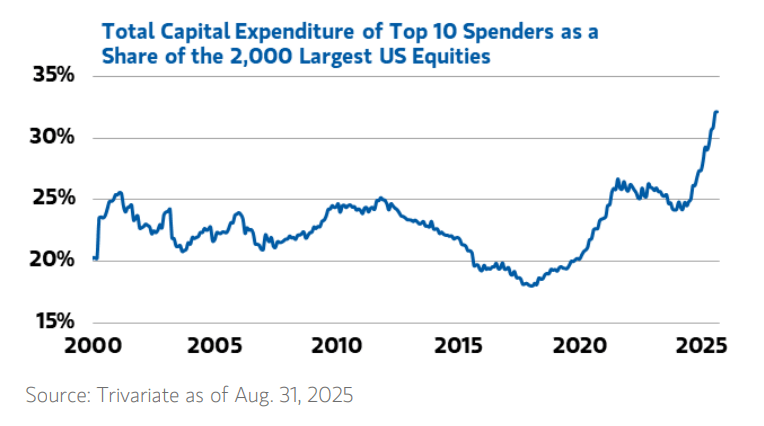 Total Capital Expenditure of Top 10 Spenders as a
Share of the 2,000 Largest US Equities
35%
30%
25%
20%
15%
2000 2005 2010 2015 2020 2025
Source: Trivariate as of Aug. 31, 2025